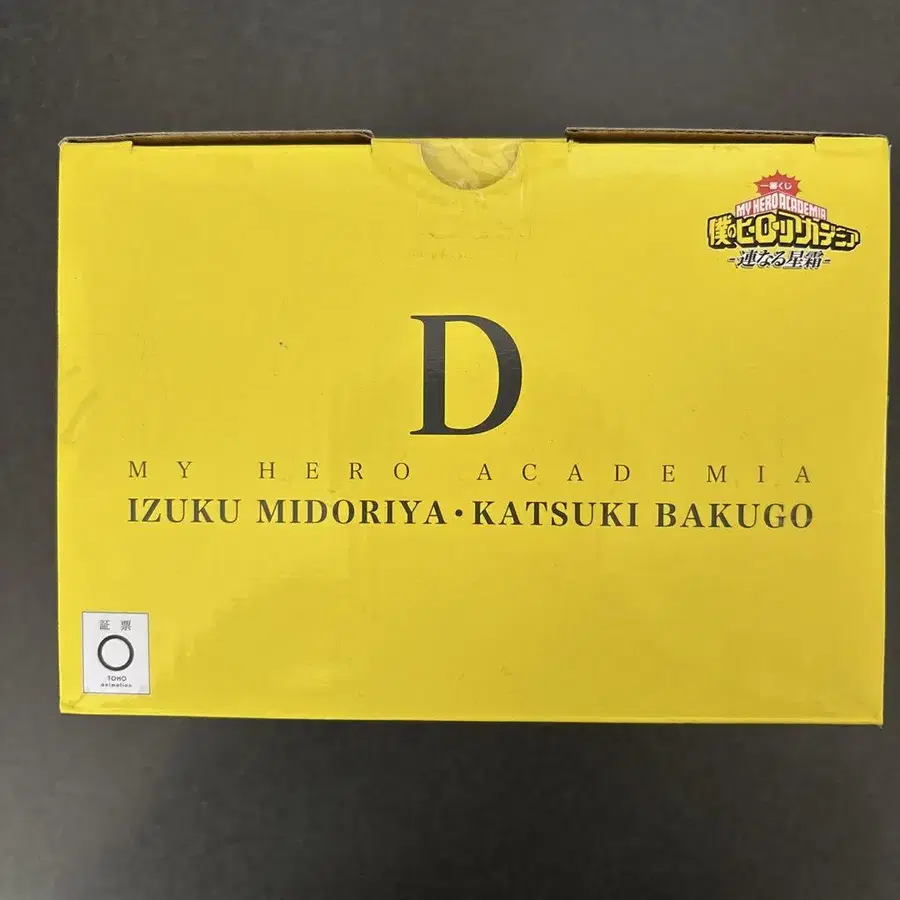 一番くじ
MY HERO ACADEMIA
僕のヒーローアカデミア
-連なる星霜-
D
MY HERO ACADEMIA
IZUKU MIDORIYA・KATSUKI BAKUGO
証票
TOHO
animation